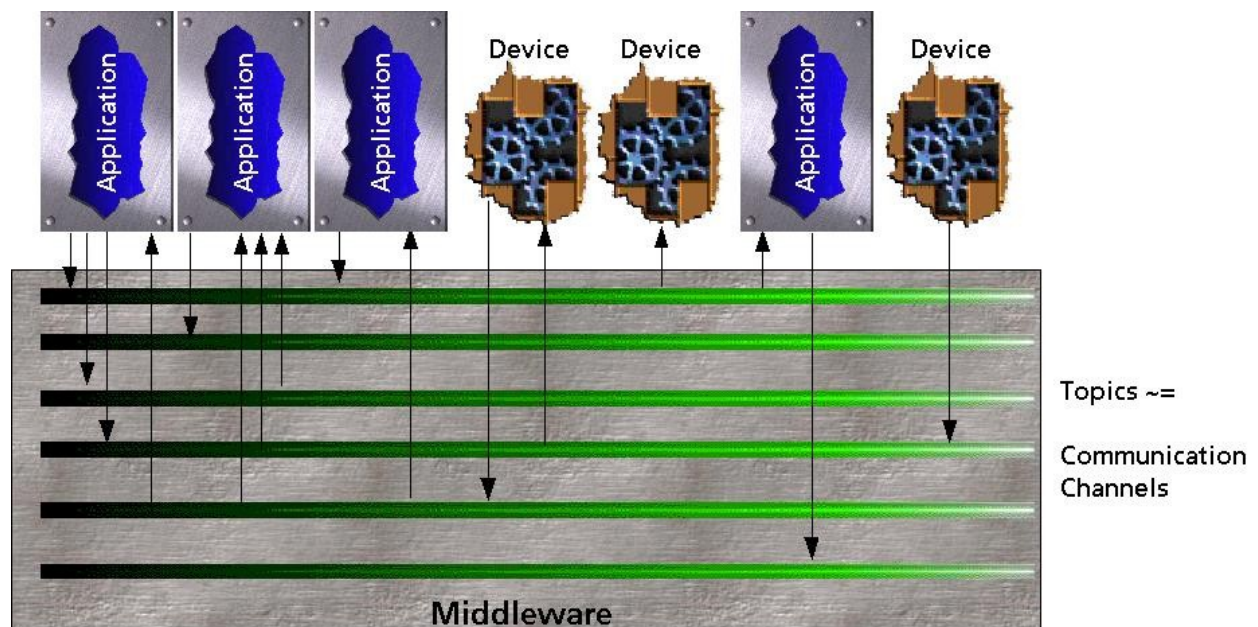 Application
Application
Application
Device
Device
Application
Device
Topics ~=
Communication
Channels
Middleware